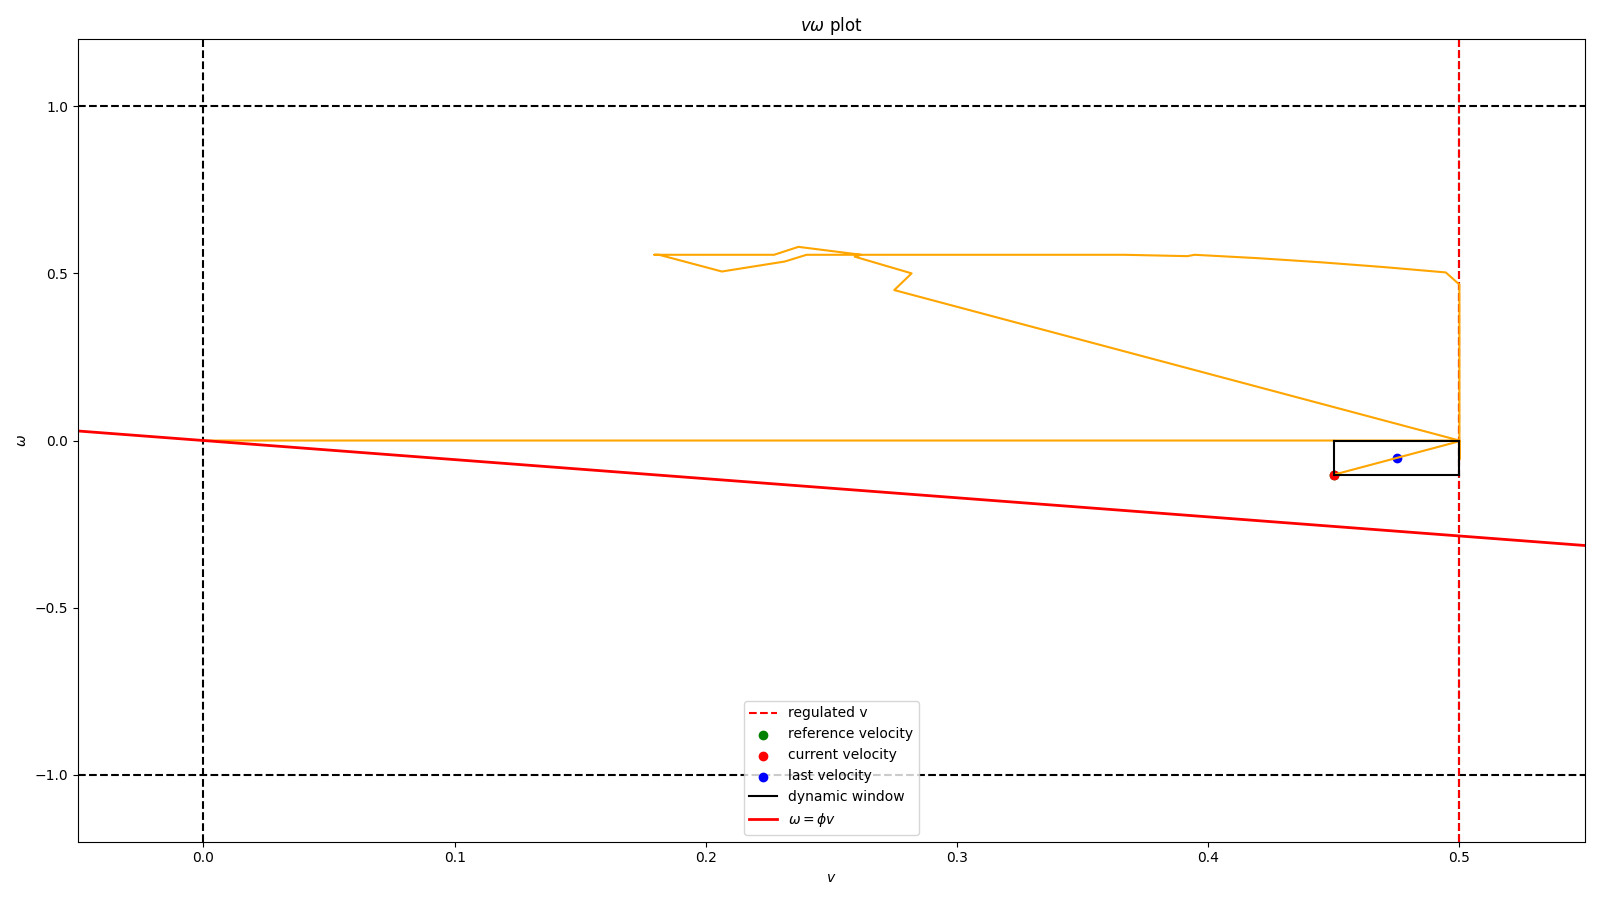 vω plot
1.0
0.5
0.0
−0.5
−1.0
ω
regulated v
reference velocity
current velocity
last velocity
dynamic window
ω = ϕv
0.0 0.1 0.2 0.3 0.4 0.5
v